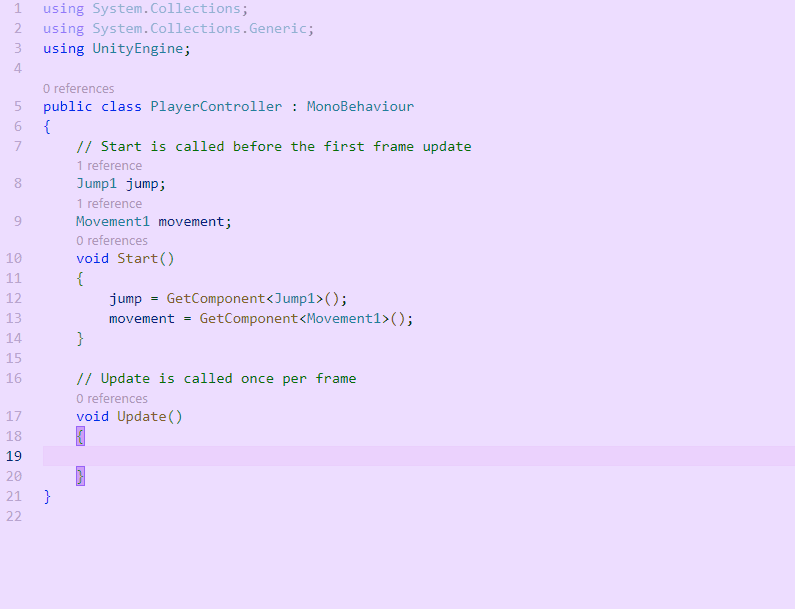 1 using System.Collections;
2 using System.Collections.Generic;
3 using UnityEngine;
4
0 references
5 public class PlayerController : MonoBehaviour
6 {
7     // Start is called before the first frame update
1 reference
8     Jump1 jump;
1 reference
9     Movement1 movement;
0 references
10     void Start()
11     {
12         jump = GetComponent<Jump1>();
13         movement = GetComponent<Movement1>();
14     }
15
16     // Update is called once per frame
0 references
17     void Update()
18     {
19
20     }
21 }
22